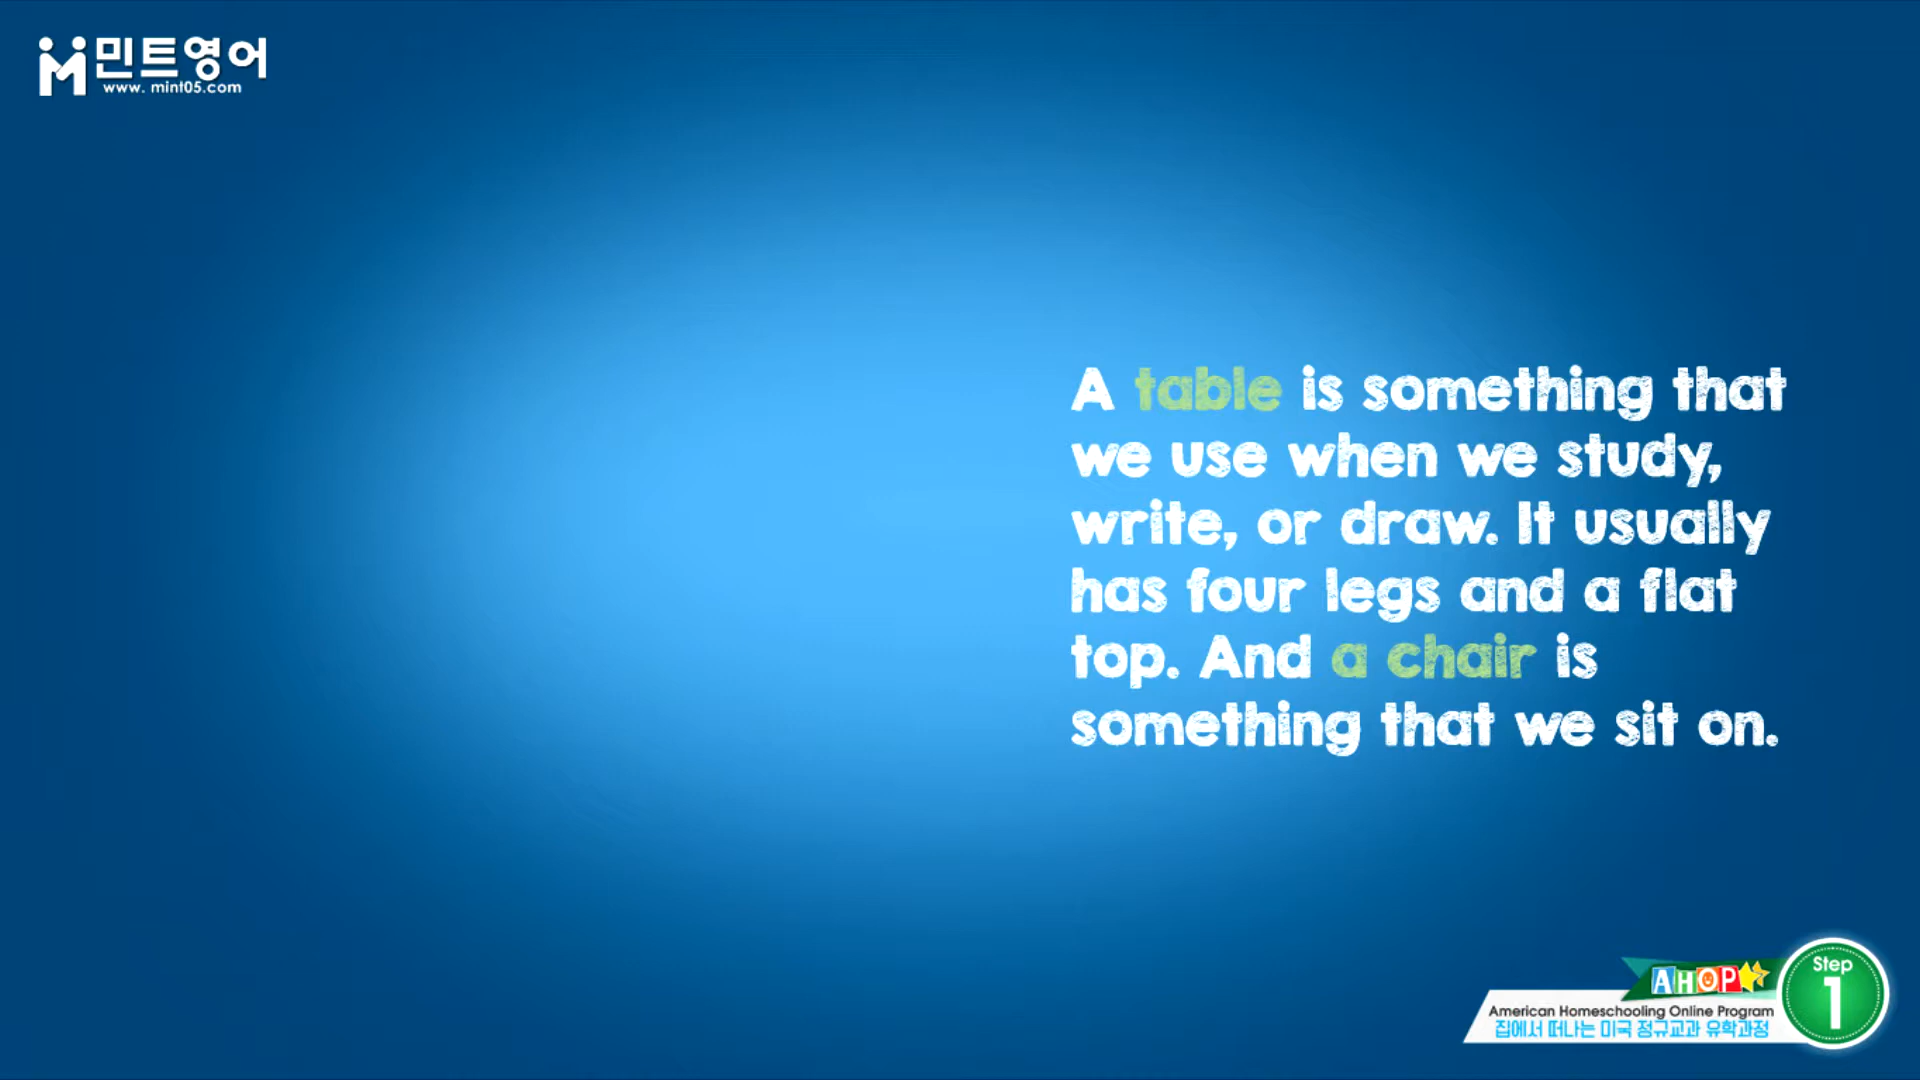 민트영어
www. mint05.com
A table is something that
we use when we study,
write, or draw. It usually
has four legs and a flat
top. And a chair is
something that we sit on.
AHOP
Step
1
American Homeschooling Online Program
집에서 떠나는 미국 정규교과 유학과정